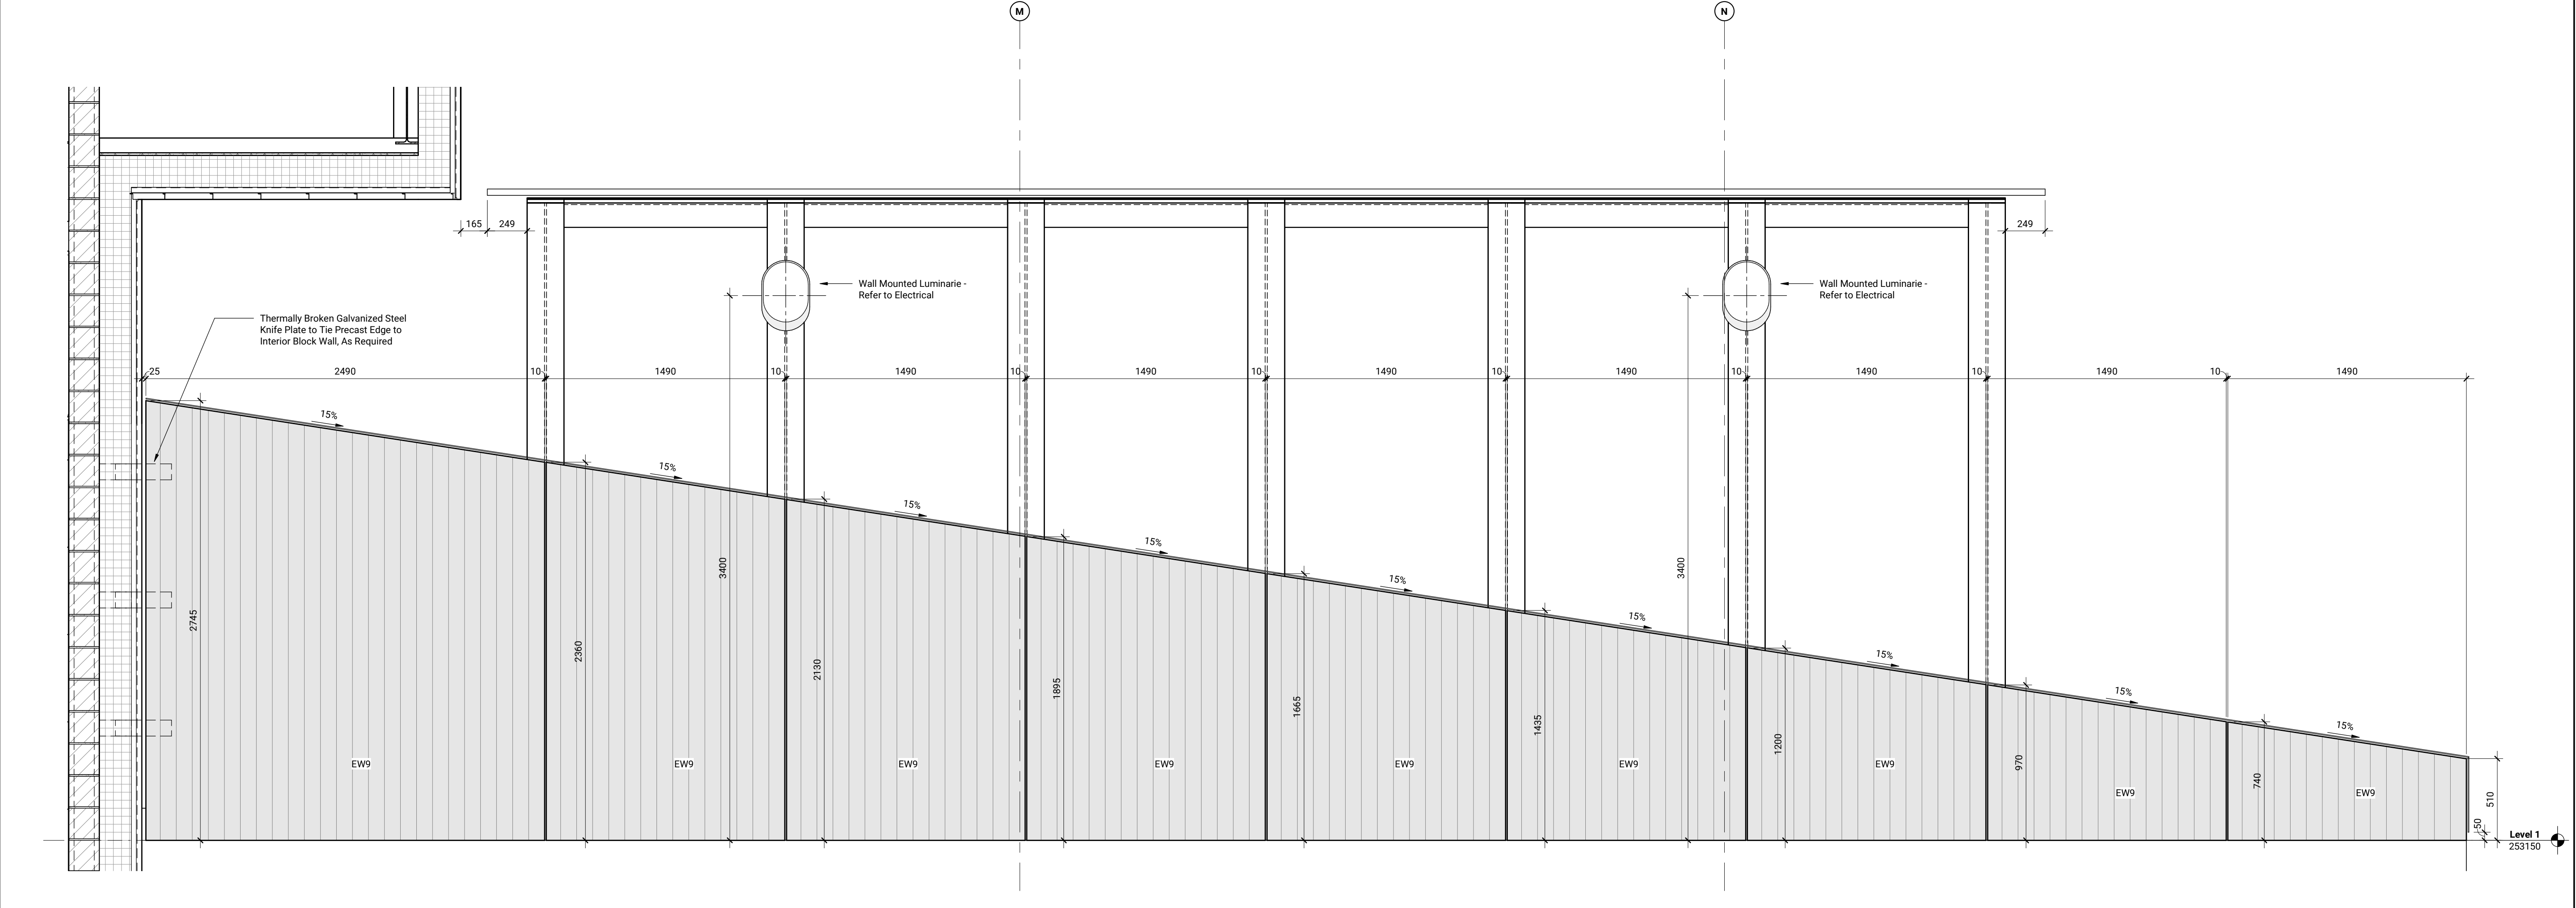 M
N
165
249
249
Wall Mounted Luminarie -
Refer to Electrical
Wall Mounted Luminarie -
Refer to Electrical
Thermally Broken Galvanized Steel
Knife Plate to Tie Precast Edge to
Interior Block Wall, As Required
25
2490
10
1490
10
1490
10
1490
10
1490
10
1490
10
1490
10
1490
10
1490
15%
15%
15%
15%
15%
15%
15%
15%
15%
2745
2360
3400
2130
1895
1665
1435
3400
1200
970
740
510
50
EW9
EW9
EW9
EW9
EW9
EW9
EW9
EW9
EW9
Level 1
253150